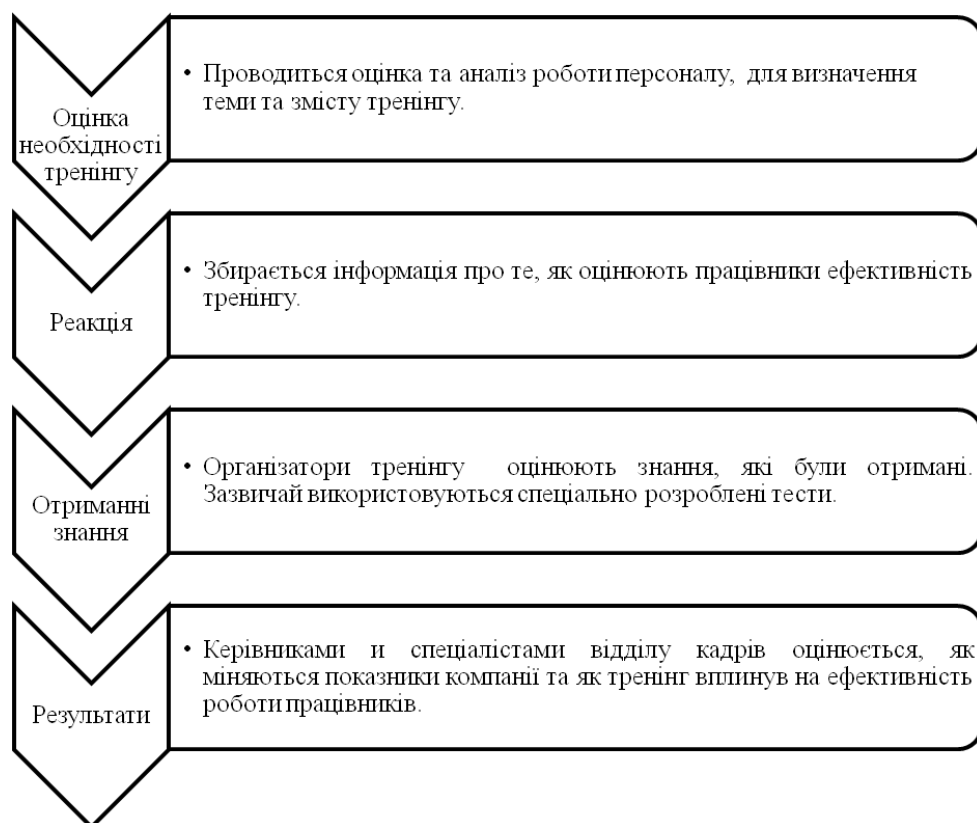 Оцінка
необхідності
тренінгу
• Проводиться оцінка та аналіз роботи персоналу, для визначення
теми та змісту тренінгу.
Реакція
• Збирається інформація про те, як оцінюють працівники ефективність
тренінгу.
Отриманні
знання
• Організатори тренінгу оцінюють знання, які були отримані.
Зазвичай використовуються спеціально розроблені тести.
Результати
• Керівниками и спеціалістами відділу кадрів оцінюється, як
міняються показники компанії та як тренінг вплинув на ефективність
роботи працівників.